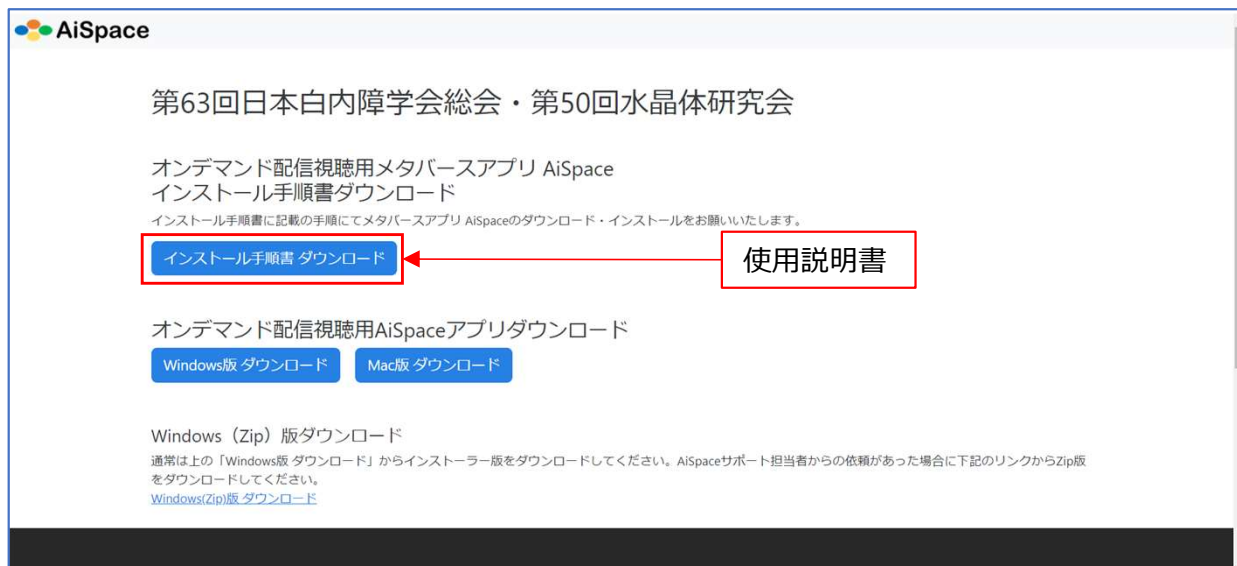 AiSpace
第63回日本白内障学会総会・第50回水晶体研究会
オンデマンド配信視聴用メタバースアプリ AiSpace
インストール手順書ダウンロード
インストール手順書に記載の手順にてメタバースアプリ AiSpaceのダウンロード・インストールをお願いいたします。
インストール手順書 ダウンロード
使用説明書
オンデマンド配信視聴用AiSpaceアプリダウンロード
Windows版 ダウンロード
Mac版 ダウンロード
Windows（Zip）版ダウンロード
通常は上の「Windows版 ダウンロード」からインストーラー版をダウンロードしてください。AiSpaceサポート担当者からの依頼があった場合に下記のリンクからZip版
をダウンロードしてください。
Windows(Zip)版 ダウンロード